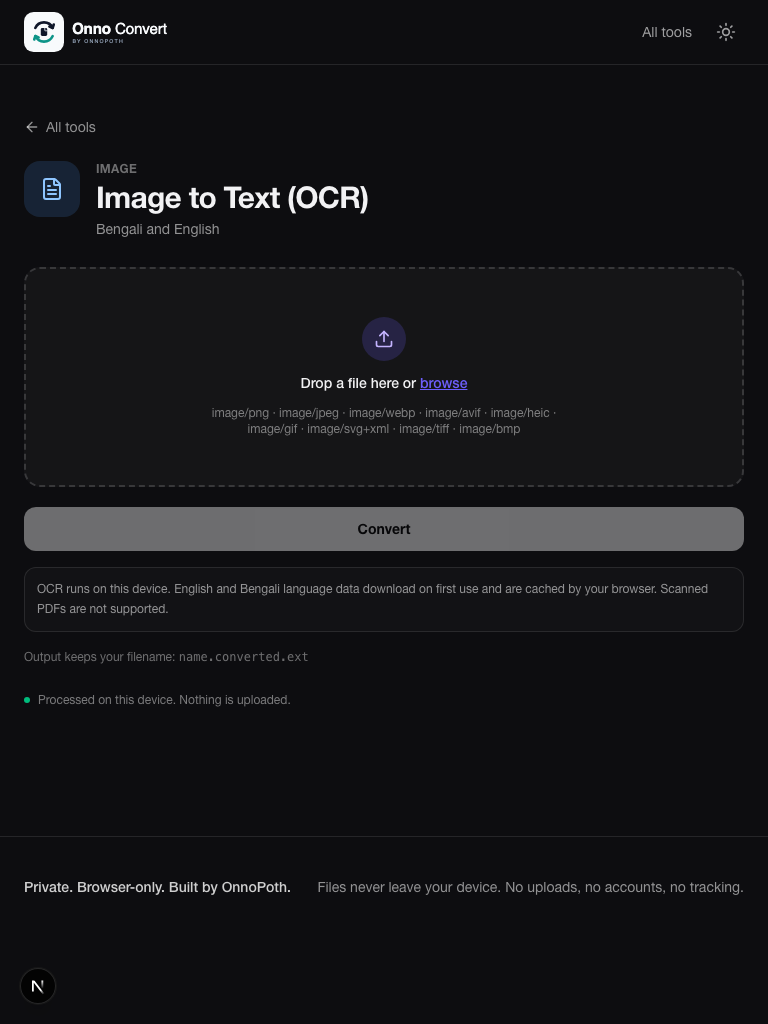 Onno Convert
BY ONNOPOTH
All tools
← All tools
IMAGE
Image to Text (OCR)
Bengali and English
Drop a file here or browse
image/png · image/jpeg · image/webp · image/avif · image/heic ·
image/gif · image/svg+xml · image/tiff · image/bmp
Convert
OCR runs on this device. English and Bengali language data download on first use and are cached by your browser. Scanned
PDFs are not supported.
Output keeps your filename: name.converted.ext
Processed on this device. Nothing is uploaded.
Private. Browser-only. Built by OnnoPoth.
Files never leave your device. No uploads, no accounts, no tracking.
N